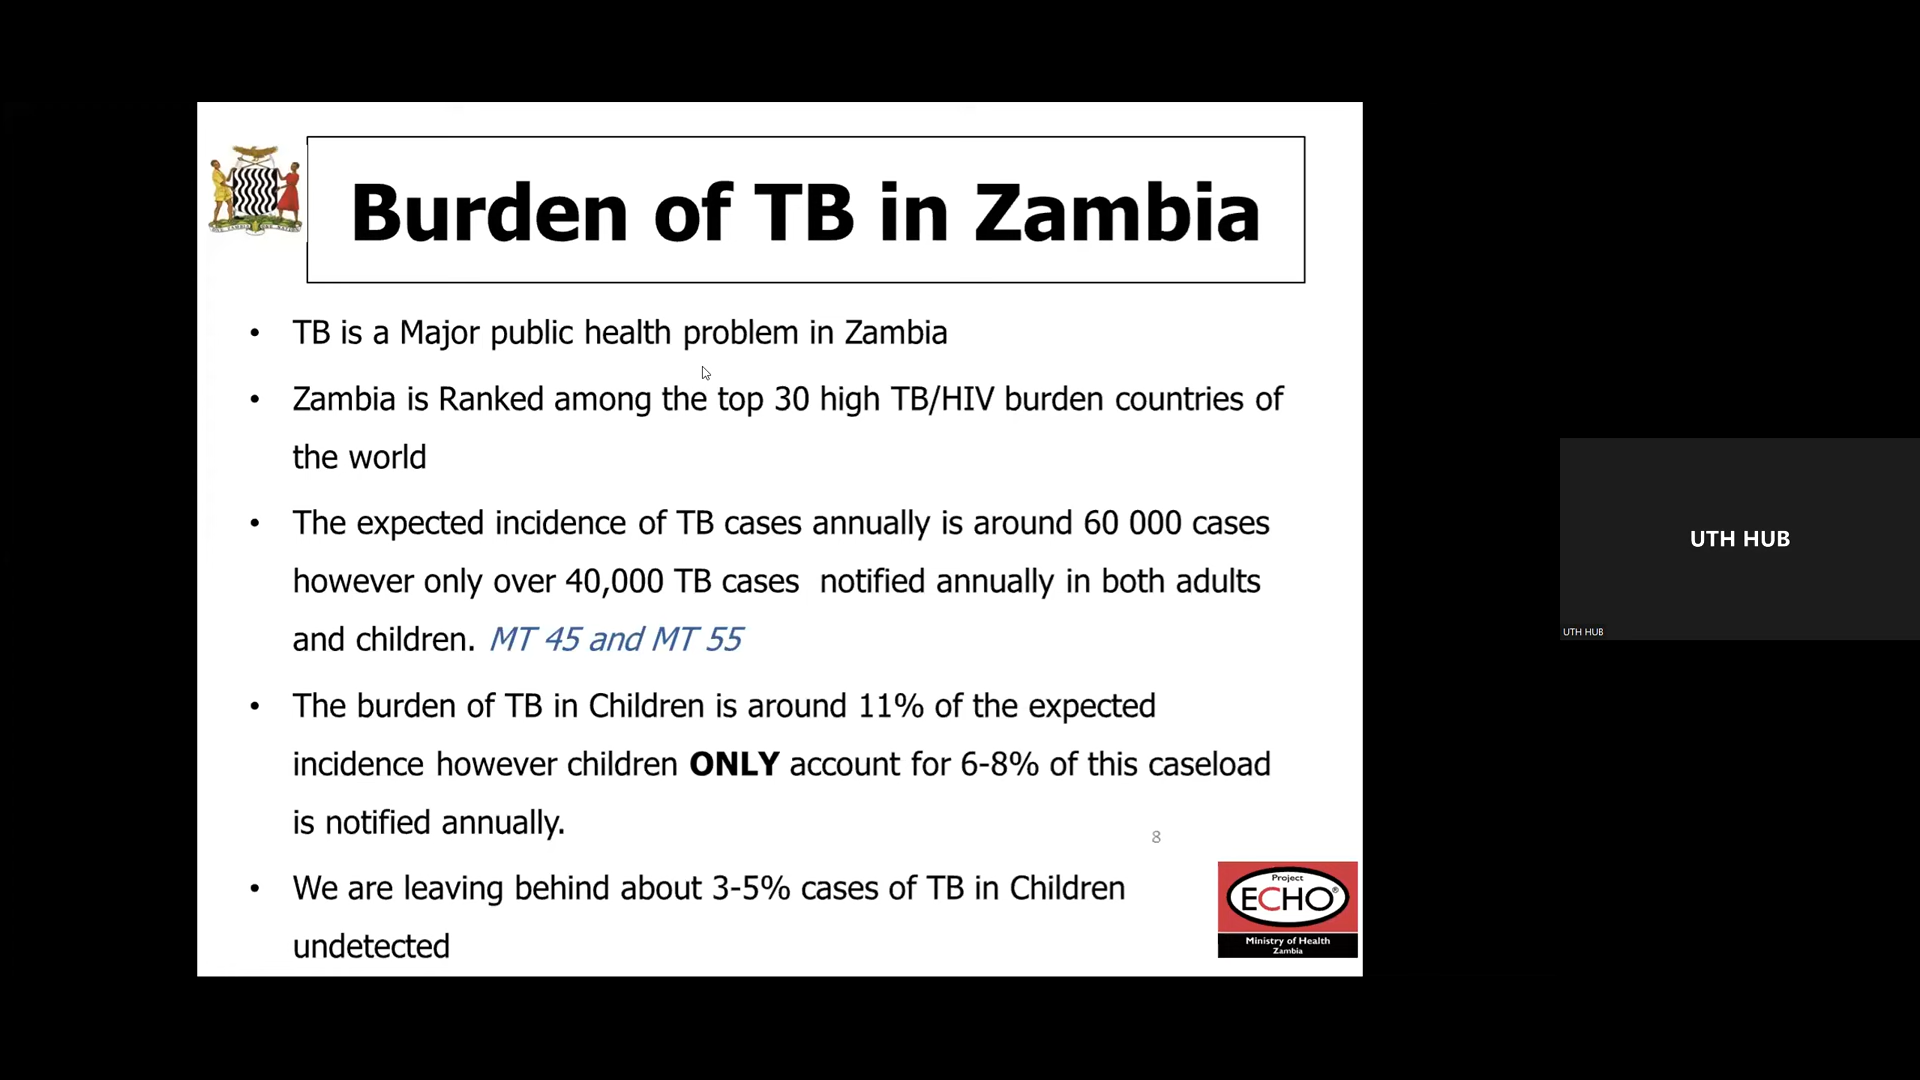 Burden of TB in Zambia
• TB is a Major public health problem in Zambia
• Zambia is Ranked among the top 30 high TB/HIV burden countries of
the world
• The expected incidence of TB cases annually is around 60 000 cases
however only over 40,000 TB cases notified annually in both adults
and children. MT 45 and MT 55
• The burden of TB in Children is around 11% of the expected
incidence however children ONLY account for 6-8% of this caseload
is notified annually.
8
• We are leaving behind about 3-5% cases of TB in Children
undetected
Project
ECHO®
Ministry of Health
Zambia
UTH HUB
UTH HUB